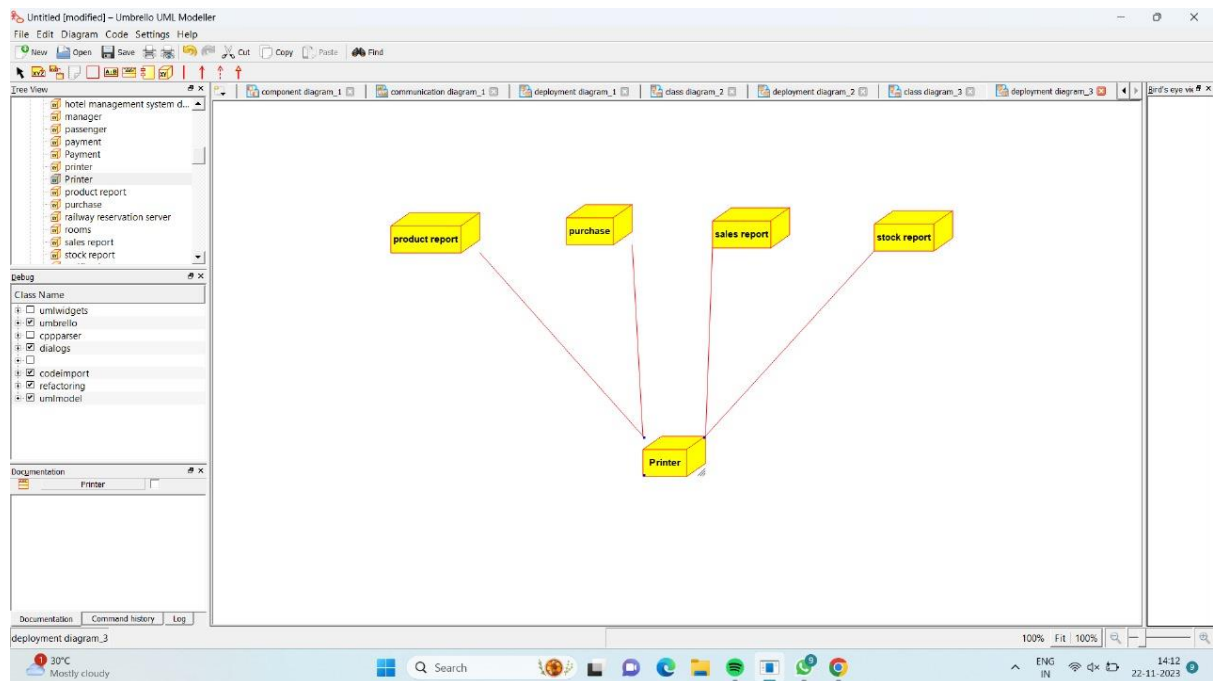 Untitled [modified] – Umbrello UML Modeller
File Edit Diagram Code Settings Help
New Open Save Cut Copy Paste Find
Tree View
component diagram_1 communication diagram_1 deployment diagram_1 class diagram_2 deployment diagram_2 class diagram_3 deployment diagram_3
Bird's eye vie
hotel management system d...
manager
passenger
payment
Payment
printer
Printer
product report
purchase
railway reservation server
rooms
sales report
stock report
Debug
Class Name
umlwidgets
umbrello
cppparser
dialogs
codeimport
refactoring
umlmodel
Documentation
Printer
Documentation Command history Log
product report
purchase
sales report
stock report
Printer
deployment diagram_3
100% Fit 100%
1
30°C
Mostly cloudy
Search
9
ENG
IN
14:12
22-11-2023